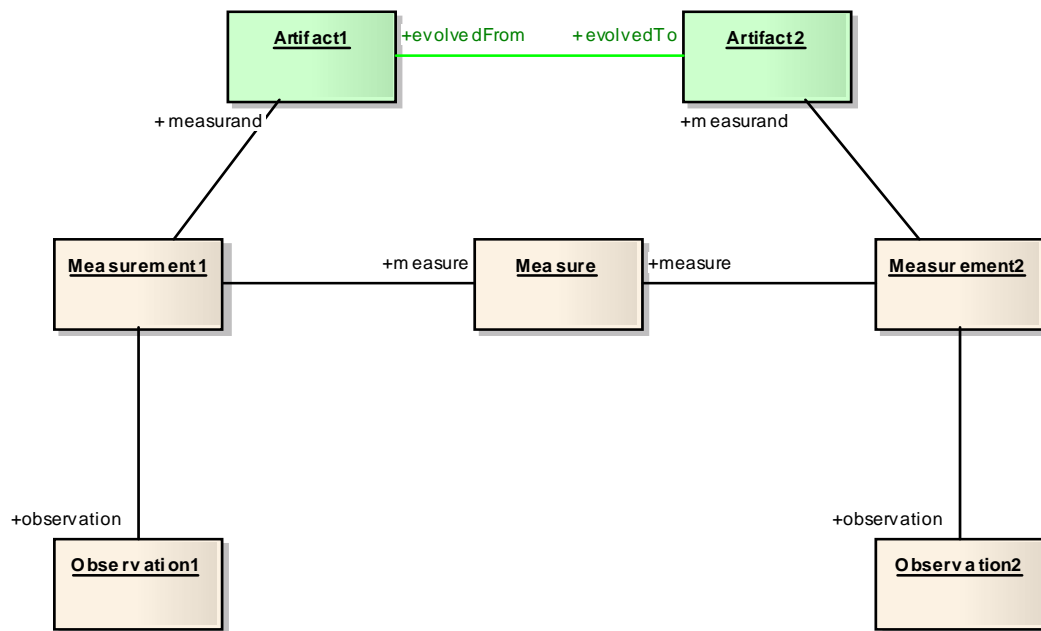 Artifact1
+evolvedFrom
+evolvedTo
Artifact2
+measurand
+measurand
Measurement1
+measure
Measure
+measure
Measurement2
+observation
+observation
Observation1
Observation2